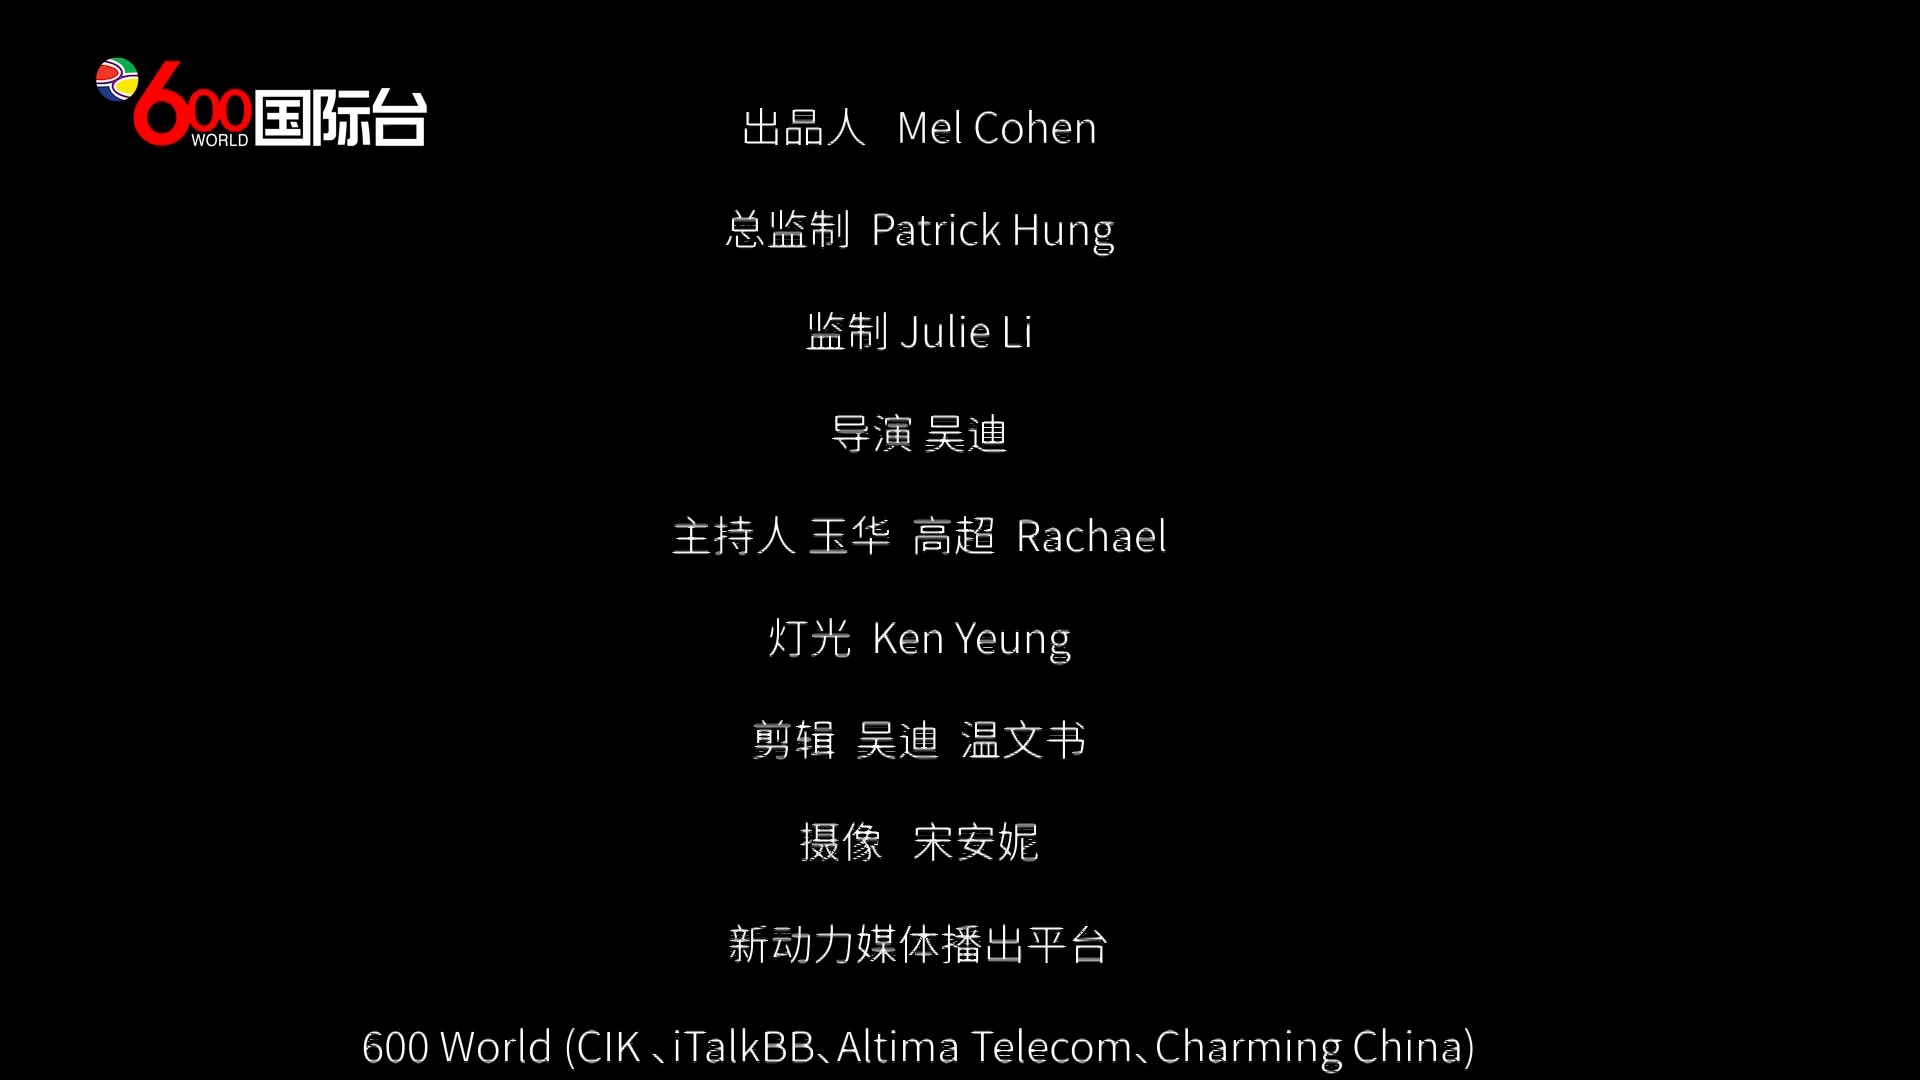 600国际台
WORLD
出品人 Mel Cohen
总监制 Patrick Hung
监制 Julie Li
导演 吴迪
主持人 玉华 高超 Rachael
灯光 Ken Yeung
剪辑 吴迪 温文书
摄像 宋安妮
新动力媒体播出平台
600 World (CIK、iTalkBB、Altima Telecom、Charming China)